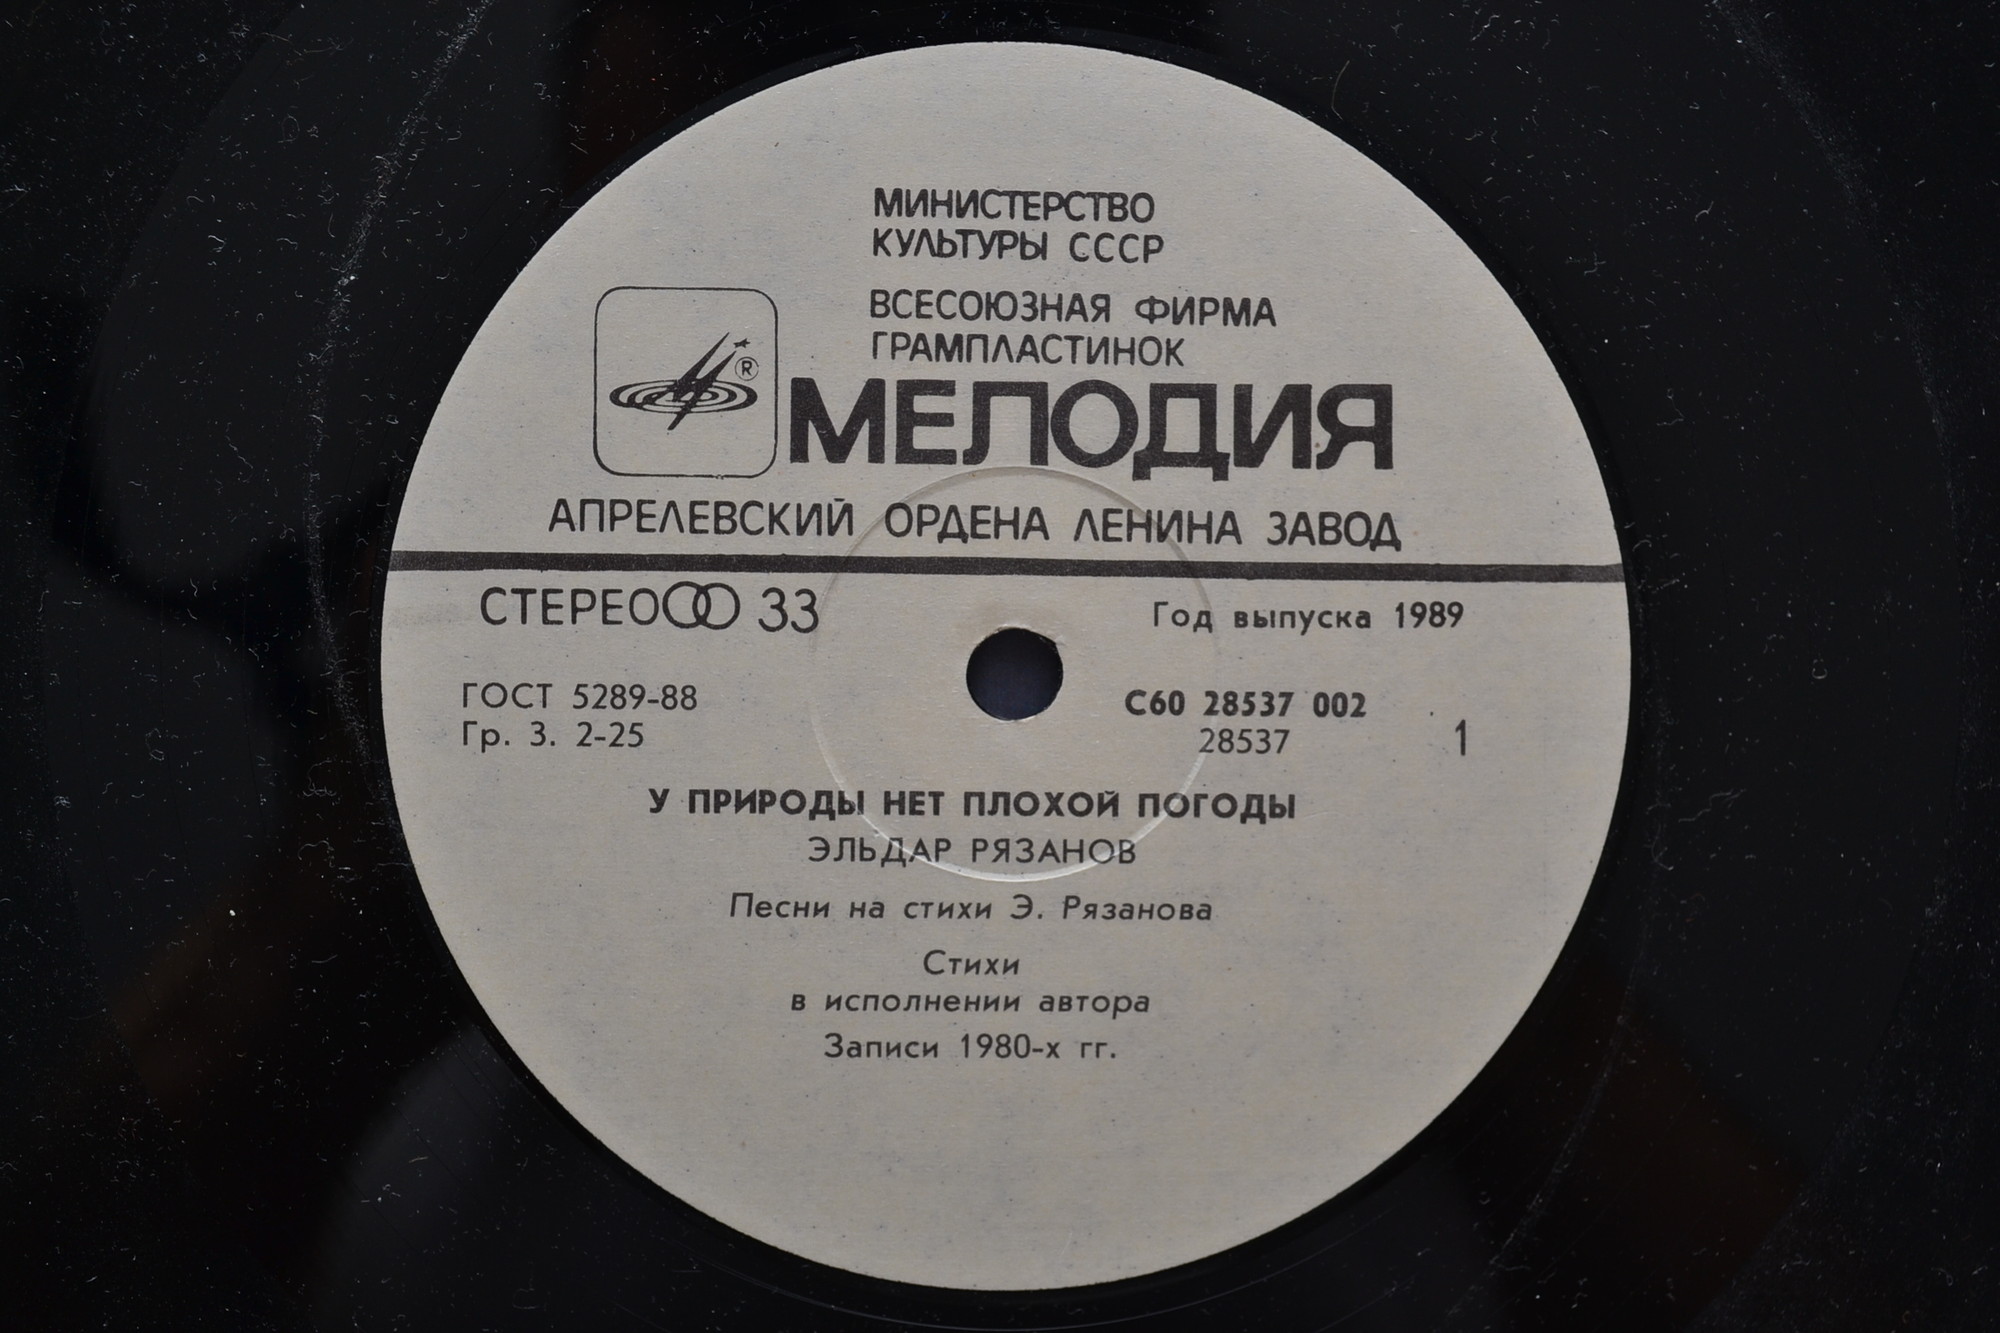 МИНИСТЕРСТВО
КУЛЬТУРЫ СССР
ВСЕСОЮЗНАЯ ФИРМА
ГРАМПЛАСТИНОК
®
МЕЛОДИЯ
АПРЕЛЕВСКИЙ ОРДЕНА ЛЕНИНА ЗАВОД
СТЕРЕО 33
Год выпуска 1989
ГОСТ 5289-88
Гр. 3. 2-25
С60 28537 002
28537
1
У ПРИРОДЫ НЕТ ПЛОХОЙ ПОГОДЫ
ЭЛЬДАР РЯЗАНОВ
Песни на стихи Э. Рязанова
Стихи
в исполнении автора
Записи 1980-х гг.